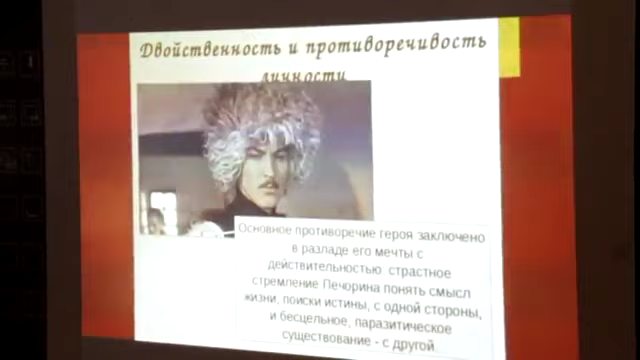 Двойственность и противоречивость
личности
Основное противоречие героя заключено
в разладе его мечты с
действительностью: страстное
стремление Печорина понять смысл
жизни, поиски истины, с одной стороны,
и бесцельное, паразитическое
существование - с другой.